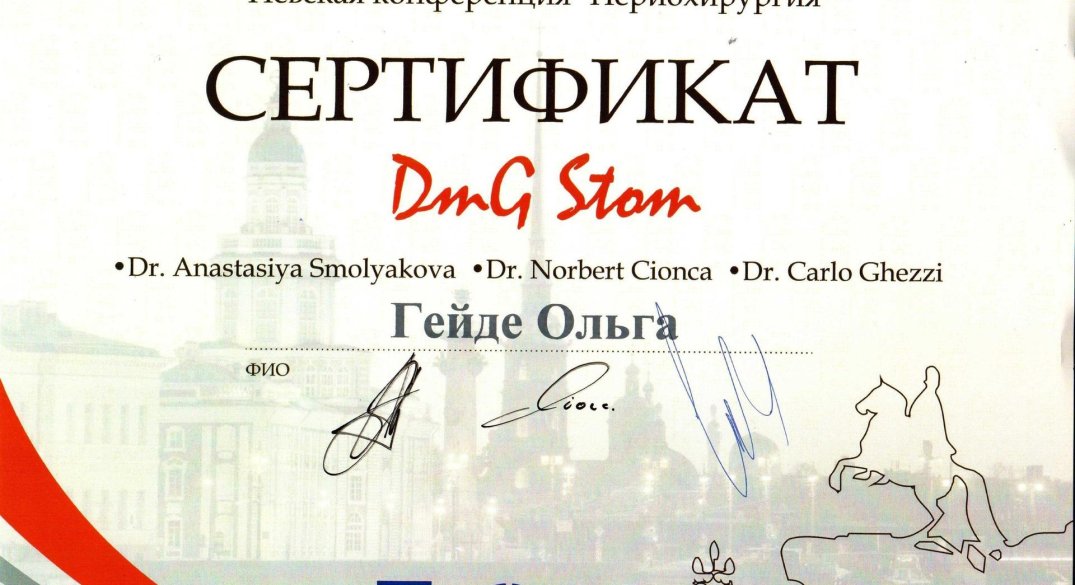 Невская конференция "Периохирургия"
СЕРТИФИКАТ
DmG Stom
•Dr. Anastasiya Smolyakova •Dr. Norbert Cionca •Dr. Carlo Ghezzi
Гейде Ольга
ФИО